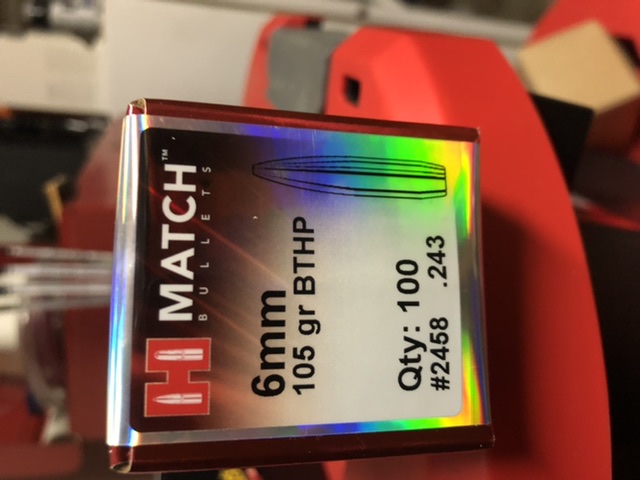 H MATCH™
BULLETS
6mm
105 gr BTHP
Qty: 100
#2458 .243